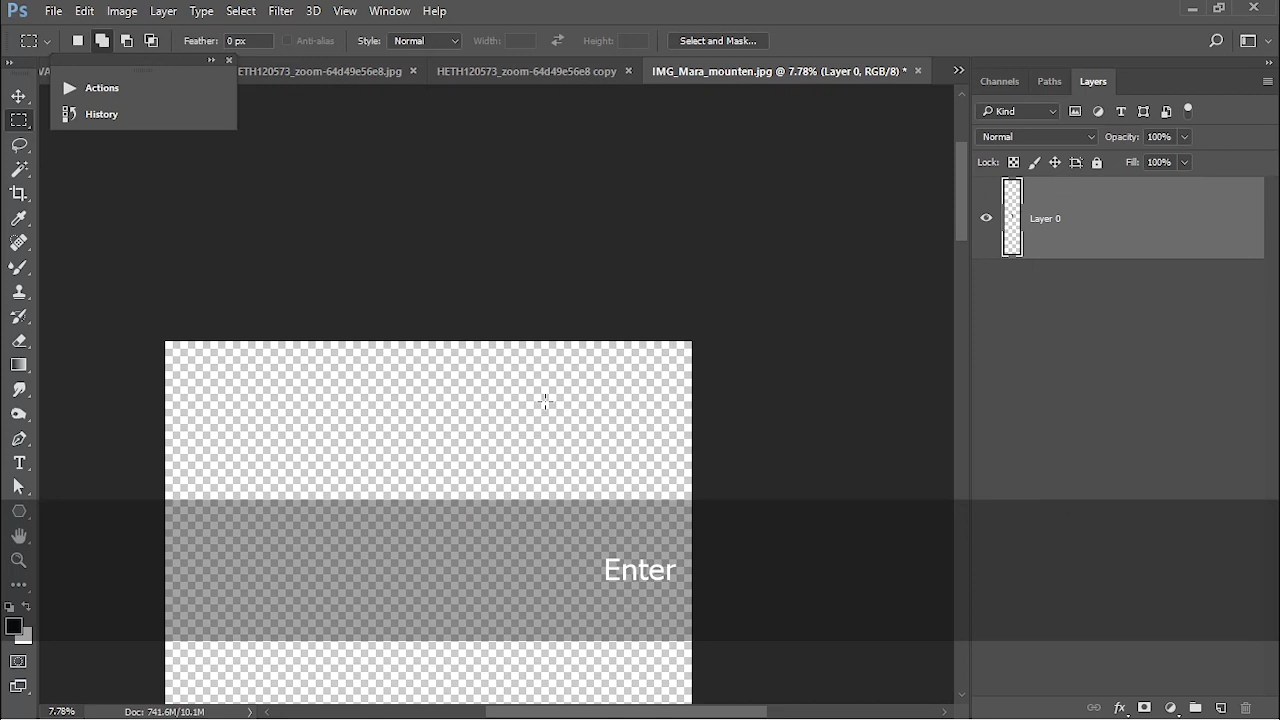 Ps File Edit Image Layer Type Select Filter 3D View Window Help
Feather: 0 px Anti-alias Style: Normal Width: Height: Select and Mask...
HETH120573_zoom-64d49e56e8.jpg × HETH120573_zoom-64d49e56e8 copy × IMG_Mara_mounten.jpg @ 7.78% (Layer 0, RGB/8) * ×
Actions
History
Channels Paths Layers
Kind
Normal Opacity: 100%
Lock: Fill: 100%
Layer 0
Enter
7.78% Doc: 741.6M/10.1M